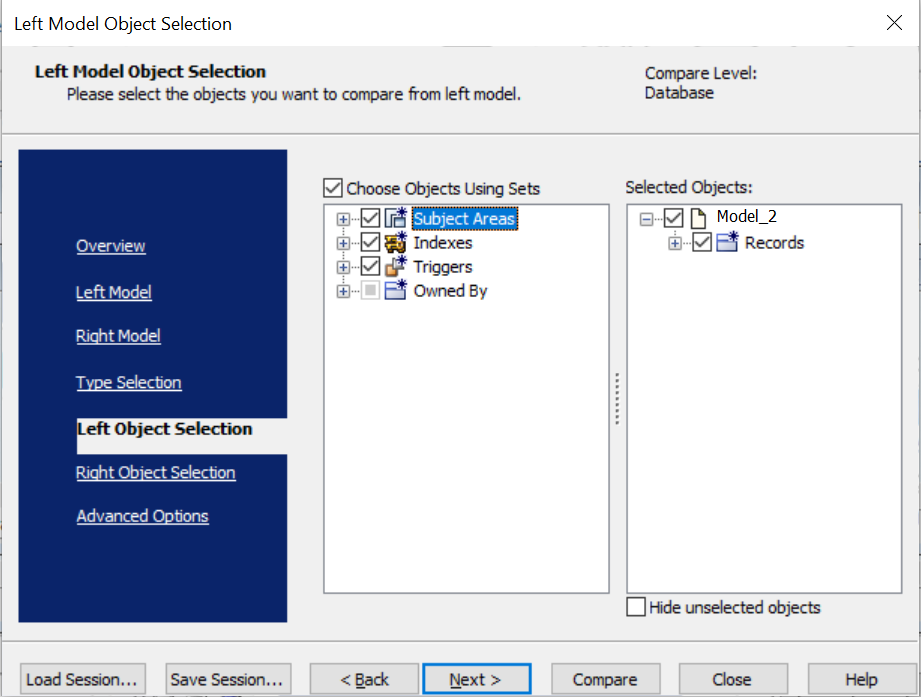 Left Model Object Selection
Left Model Object Selection
Please select the objects you want to compare from left model.
Compare Level:
Database
Overview
Left Model
Right Model
Type Selection
Left Object Selection
Right Object Selection
Advanced Options
Choose Objects Using Sets
Subject Areas
Indexes
Triggers
Owned By
Selected Objects:
Model_2
Records
Hide unselected objects
Load Session...
Save Session...
< Back
Next >
Compare
Close
Help